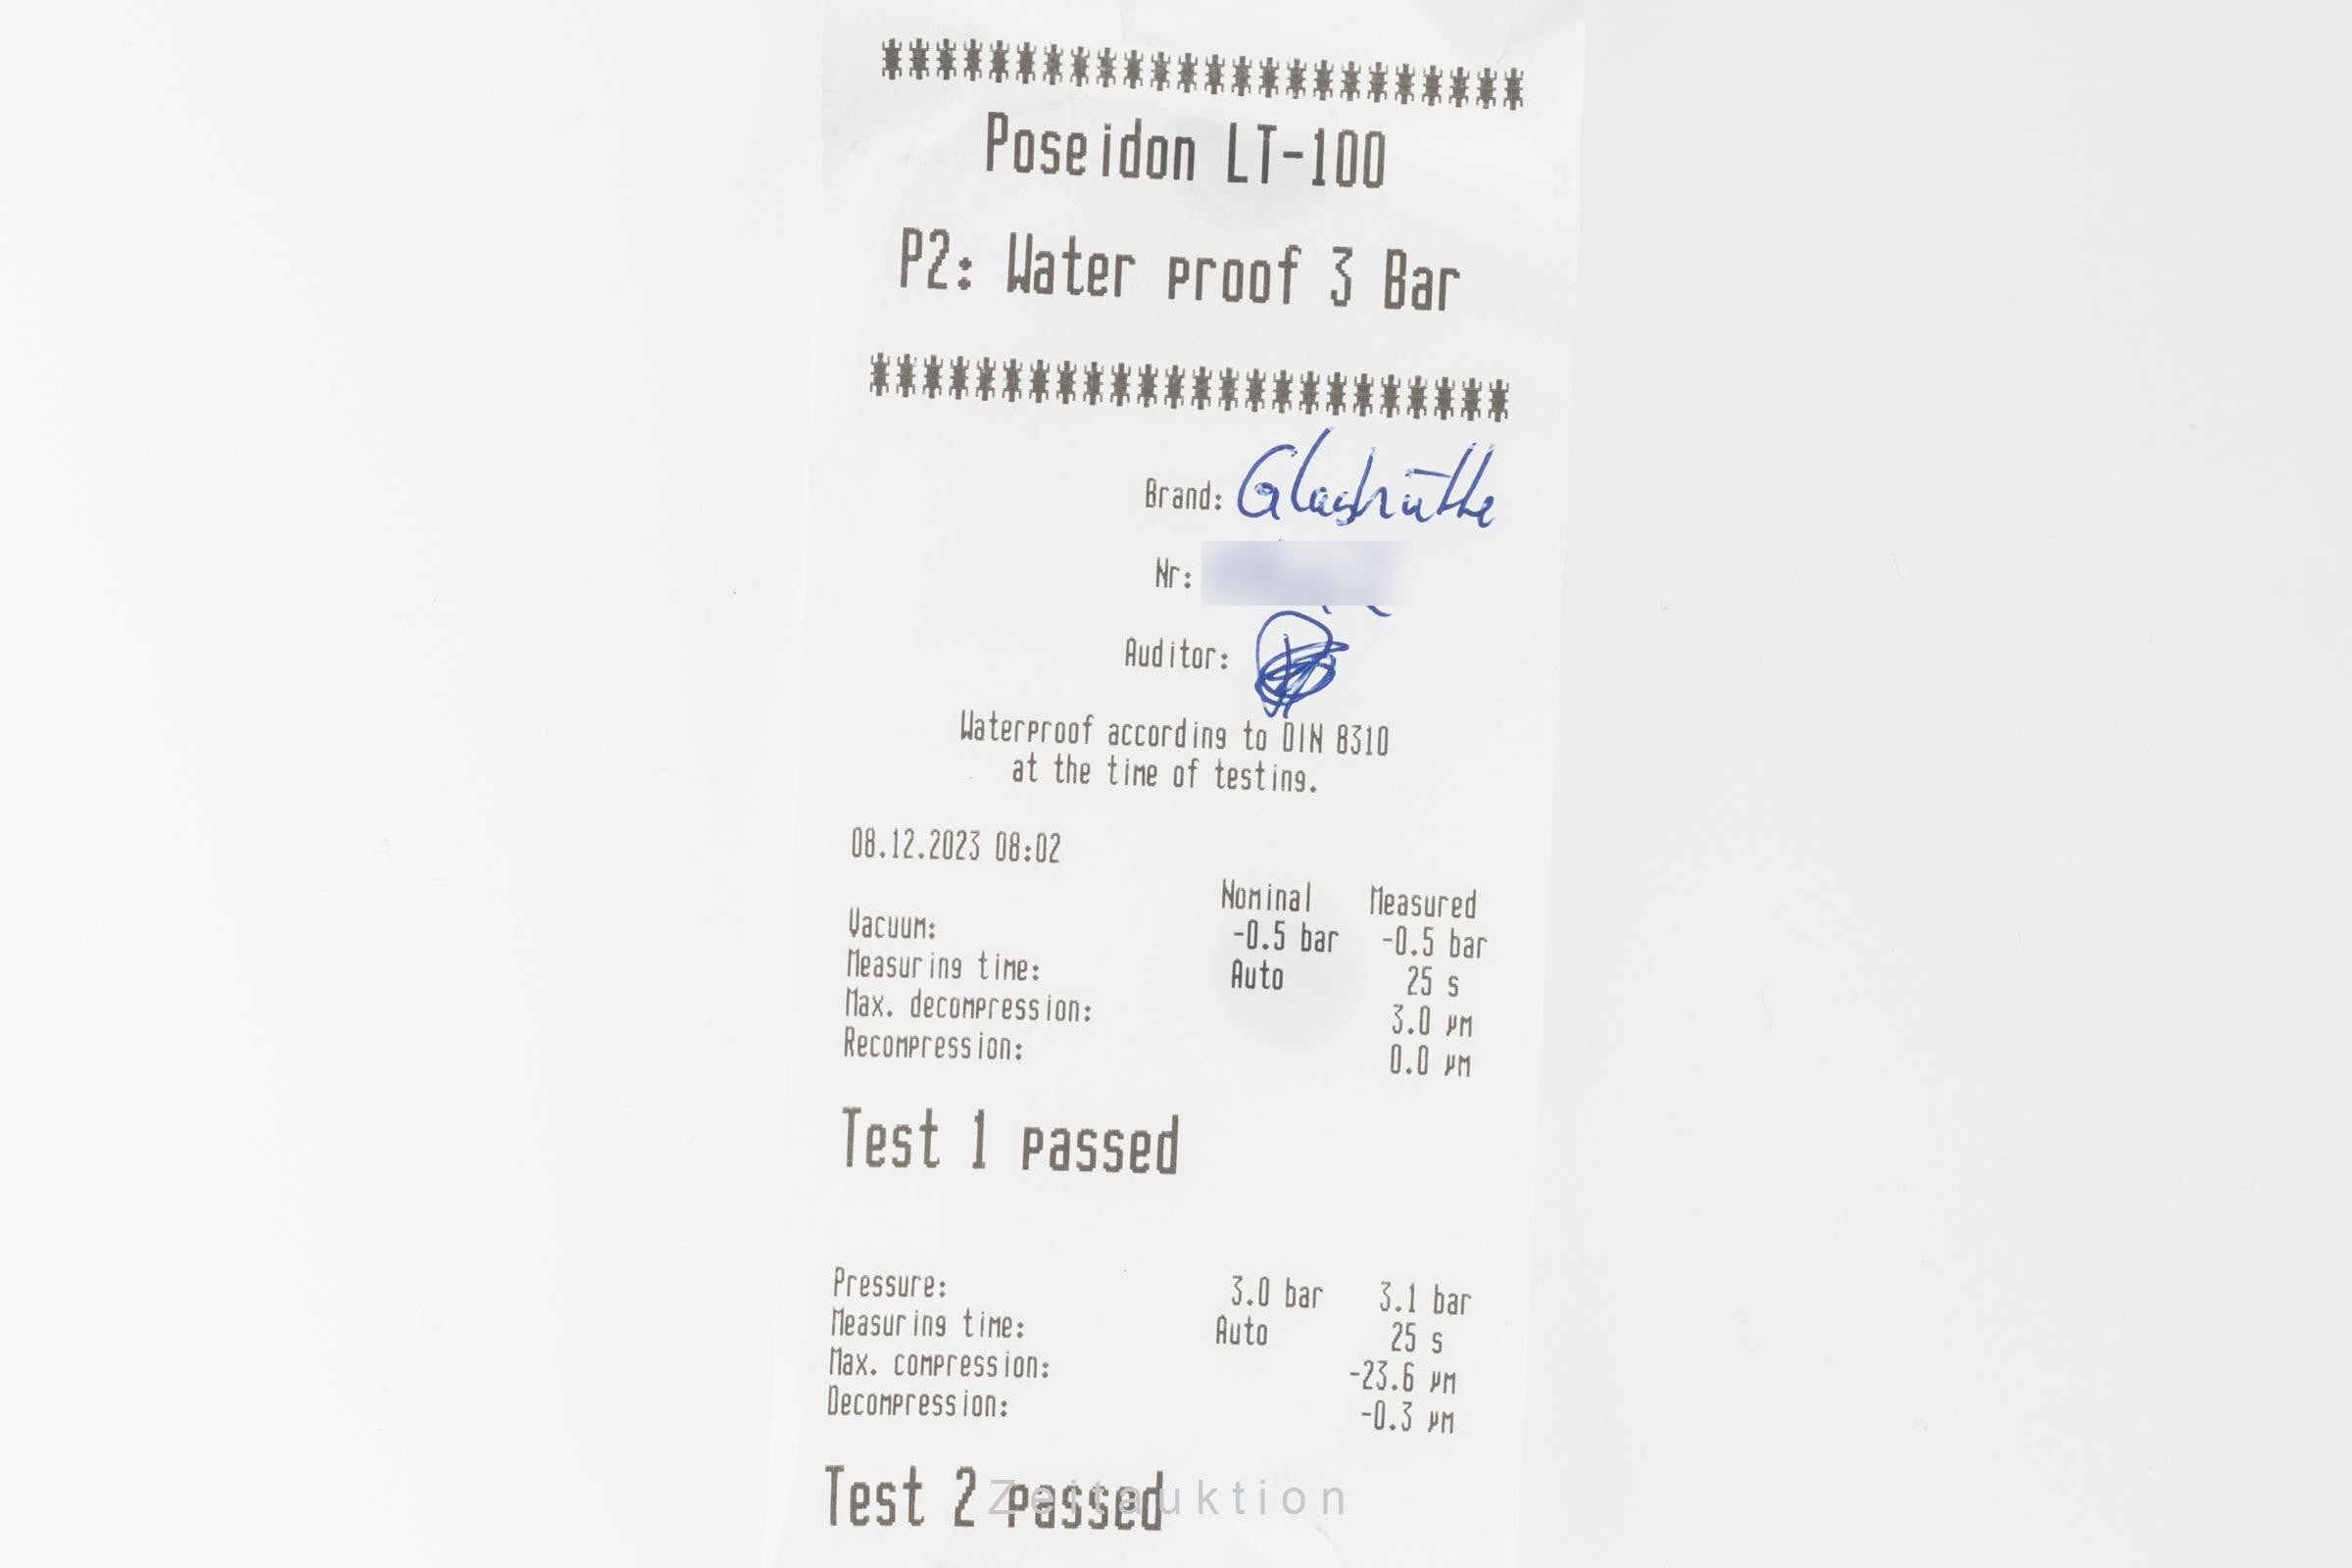 ************************
Poseidon LT-100
P2: Water proof 3 Bar
************************
Brand: Glashütte
Nr:
Auditor:
Waterproof according to DIN 8310
at the time of testing.
08.12.2023 08:02
Nominal Measured
Vacuum: -0.5 bar -0.5 bar
Measuring time: Auto 25 s
Max. decompression: 3.0 µm
Recompression: 0.0 µm
Test 1 passed
Pressure: 3.0 bar 3.1 bar
Measuring time: Auto 25 s
Max. compression: -23.6 µm
Decompression: -0.3 µm
Test 2 passed
Zeitauktion